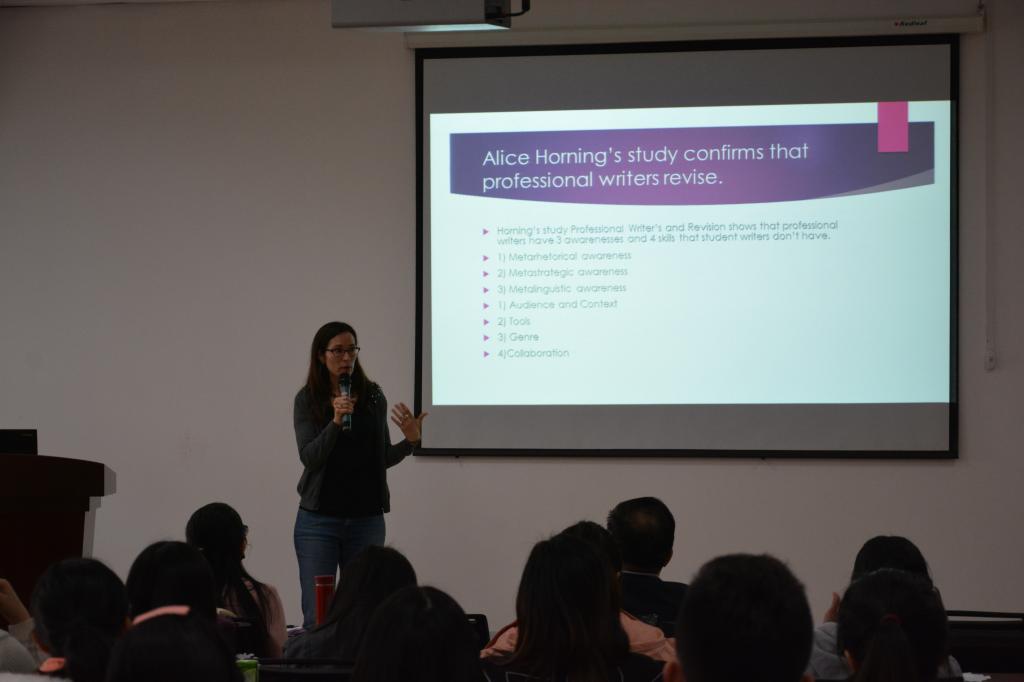 Redleaf
Alice Horning's study confirms that
professional writers revise.
Horning's study Professional Writer's and Revision shows that professional
writers have 3 awarenesses and 4 skills that student writers don't have.
1) Metarhetorical awareness
2) Metastrategic awareness
3) Metalinguistic awareness
1) Audience and Context
2) Tools
3) Genre
4)Collaboration